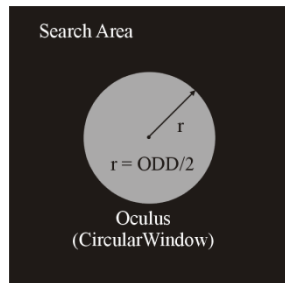 Search Area
r
r = ODD/2
Oculus
(CircularWindow)